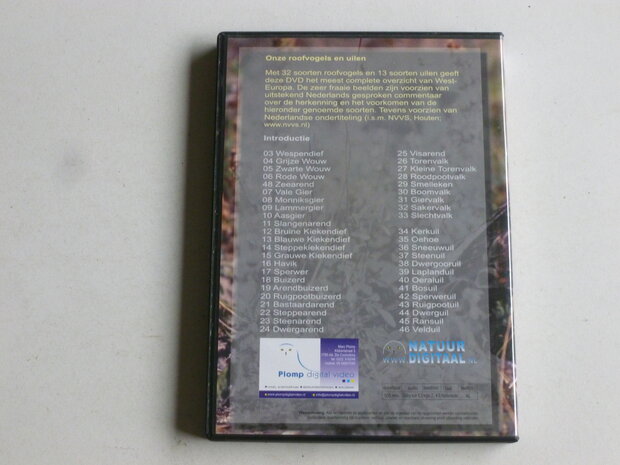 Onze roofvogels en uilen
Met 32 soorten roofvogels en 13 soorten uilen geeft
deze DVD het meest complete overzicht van West-
Europa. De zeer fraaie beelden zijn voorzien van
uitstekend Nederlands gesproken commentaar
over de herkenning en het voorkomen van de
hieronder genoemde soorten. Tevens voorzien van
Nederlandse ondertiteling (i.s.m. NVVS, Houten;
www.nvvs.nl)
Introductie
03 Wespendief
04 Grijze Wouw
05 Zwarte Wouw
06 Rode Wouw
48 Zeearend
07 Vale Gier
08 Monniksgier
09 Lammergier
10 Aasgier
11 Slangenarend
12 Bruine Kiekendief
13 Blauwe Kiekendief
14 Steppekiekendief
15 Grauwe Kiekendief
16 Havik
17 Sperwer
18 Buizerd
19 Arendbuizerd
20 Ruigpootbuizerd
21 Bastaardarend
22 Steppearend
23 Steenarend
24 Dwergarend
25 Visarend
26 Torenvalk
27 Kleine Torenvalk
28 Roodpootvalk
29 Smelleken
30 Boomvalk
31 Giervalk
32 Sakervalk
33 Slechtvalk
34 Kerkuil
35 Oehoe
36 Sneeuwuil
37 Steenuil
38 Dwergooruil
39 Laplanduil
40 Oeraluil
41 Bosuil
42 Sperweruil
43 Ruigpootuil
44 Dwerguil
45 Ransuil
46 Velduil
Plomp digital video
NATUUR
WWW. DIGITAAL.NL